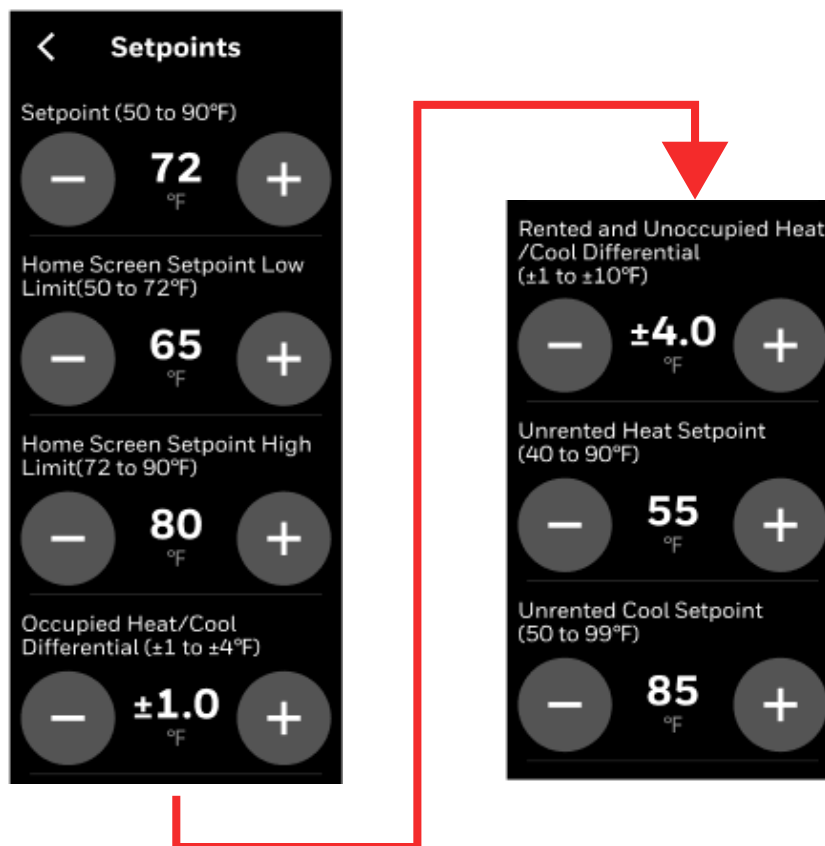 Setpoints
Setpoint (50 to 90°F)
72
°F
Home Screen Setpoint Low
Limit(50 to 72°F)
65
°F
Home Screen Setpoint High
Limit(72 to 90°F)
80
°F
Occupied Heat/Cool
Differential (±1 to ±4°F)
±1.0
°F
Rented and Unoccupied Heat
/Cool Differential
(±1 to ±10°F)
±4.0
°F
Unrented Heat Setpoint
(40 to 90°F)
55
°F
Unrented Cool Setpoint
(50 to 99°F)
85
°F